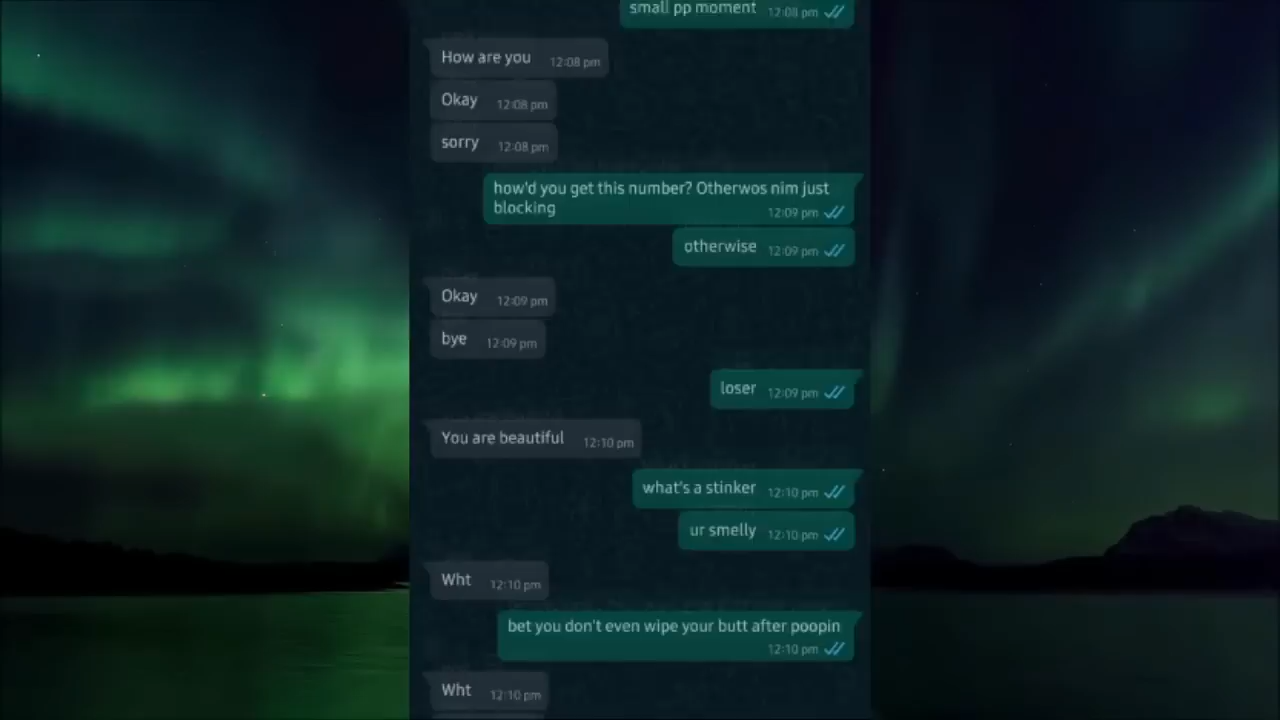 small pp moment 12:08 pm
How are you 12:08 pm
Okay 12:08 pm
sorry 12:08 pm
how'd you get this number? Otherwos nim just
blocking 12:09 pm
otherwise 12:09 pm
Okay 12:09 pm
bye 12:09 pm
loser 12:09 pm
You are beautiful 12:10 pm
what's a stinker 12:10 pm
ur smelly 12:10 pm
Wht 12:10 pm
bet you don't even wipe your butt after poopin
12:10 pm
Wht 12:10 pm